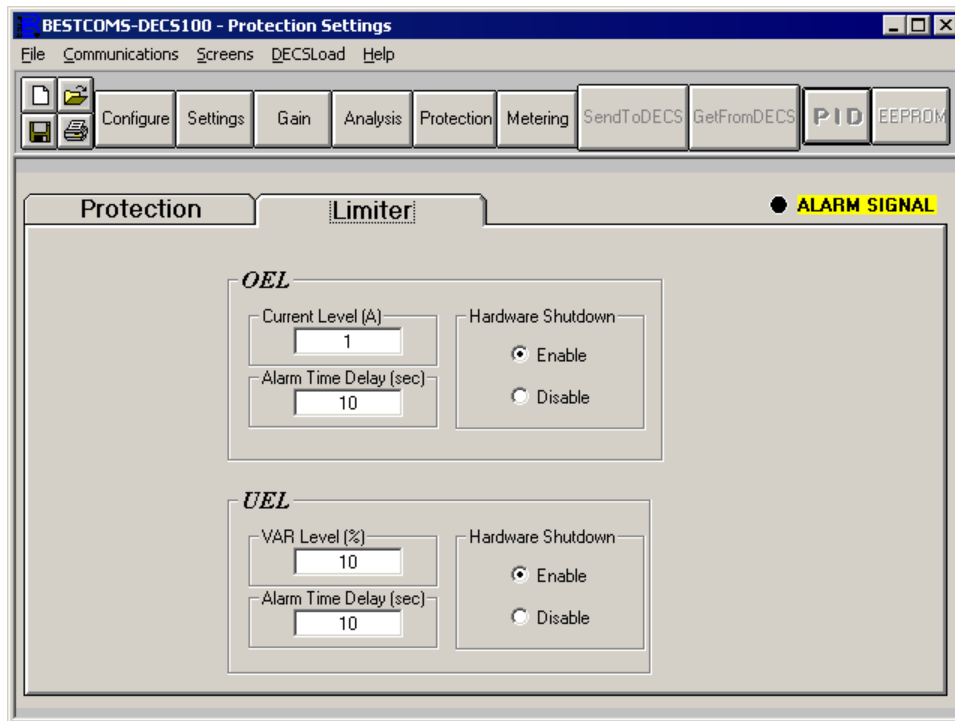 BESTCOMS-DECS100 - Protection Settings
File Communications Screens DECSLoad Help
Configure Settings Gain Analysis Protection Metering SendToDECS GetFromDECS PID EEPROM
Protection Limiter ALARM SIGNAL
OEL
Current Level (A) Hardware Shutdown
1
Enable
Alarm Time Delay (sec)
10 Disable
UEL
VAR Level (%) Hardware Shutdown
10
Enable
Alarm Time Delay (sec)
10 Disable